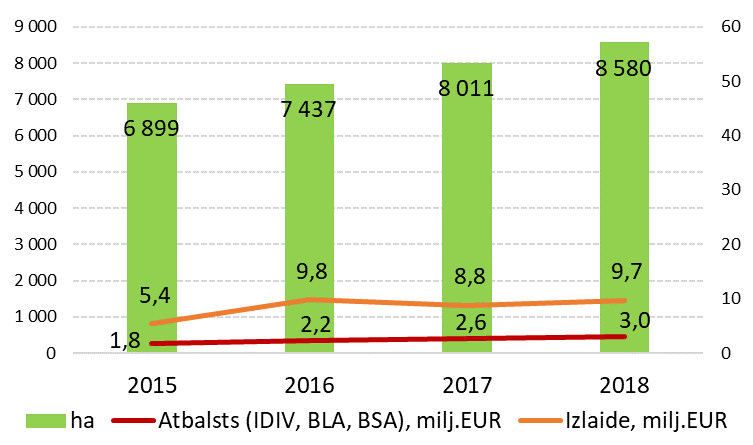 9 000 60
8 000 50
7 000
6 000 40
5 000
4 000 30
3 000 20
2 000
1 000 10
0 0
6 899 7 437 8 011 8 580
5,4 9,8 8,8 9,7
1,8 2,2 2,6 3,0
2015 2016 2017 2018
ha Atbalsts (IDIV, BLA, BSA), milj.EUR Izlaide, milj.EUR